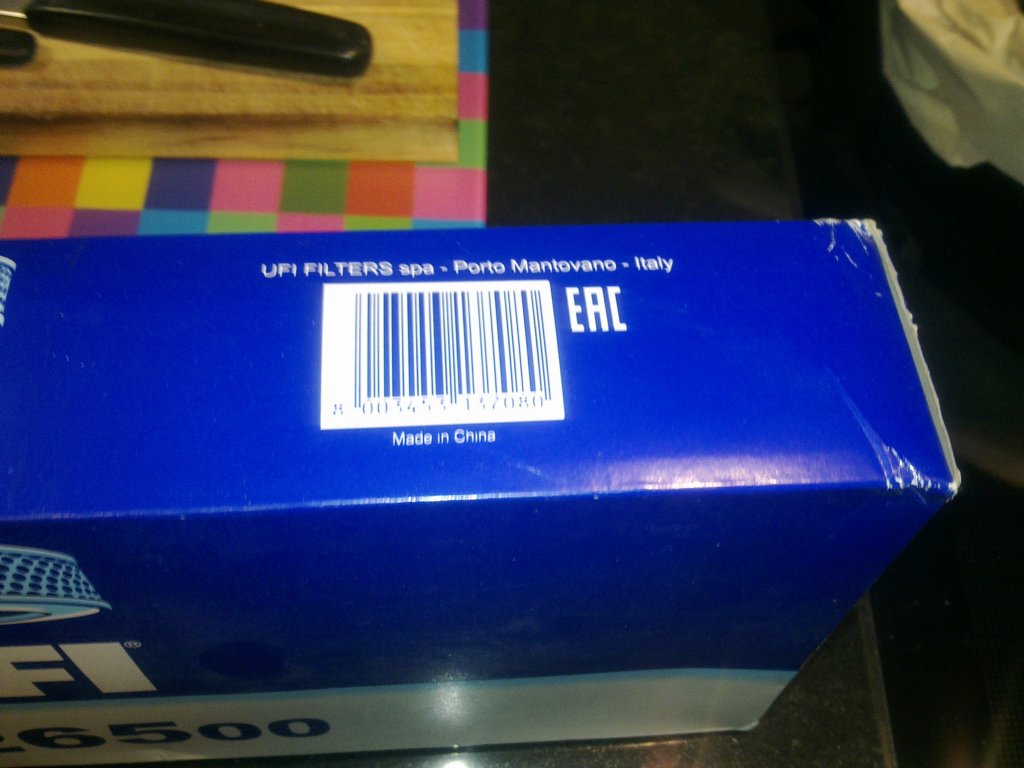 UFI FILTERS spa - Porto Mantovano - Italy
EAC
8 003453 137080
Made in China
FI®
26500